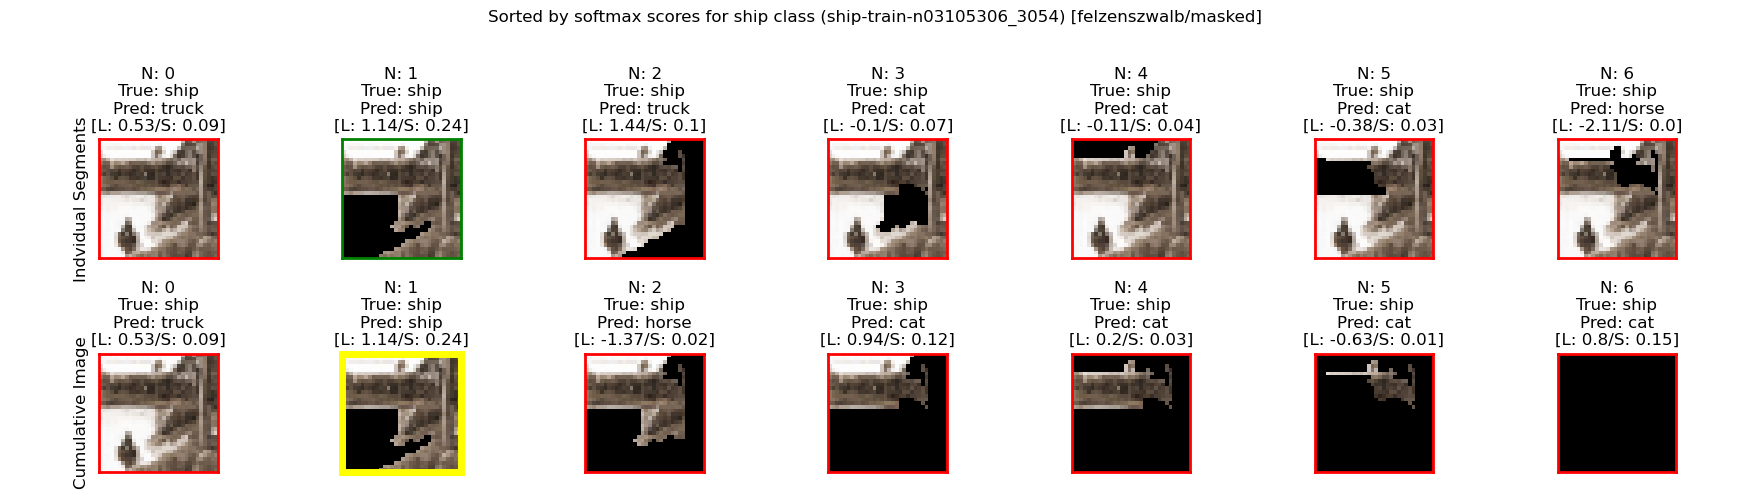 Sorted by softmax scores for ship class (ship-train-n03105306_3054) [felzenszwalb/masked]
Indvidual Segments
N: 0
True: ship
Pred: truck
[L: 0.53/S: 0.09]
N: 1
True: ship
Pred: ship
[L: 1.14/S: 0.24]
N: 2
True: ship
Pred: truck
[L: 1.44/S: 0.1]
N: 3
True: ship
Pred: cat
[L: -0.1/S: 0.07]
N: 4
True: ship
Pred: cat
[L: -0.11/S: 0.04]
N: 5
True: ship
Pred: cat
[L: -0.38/S: 0.03]
N: 6
True: ship
Pred: horse
[L: -2.11/S: 0.0]
Cumulative Image
N: 0
True: ship
Pred: truck
[L: 0.53/S: 0.09]
N: 1
True: ship
Pred: ship
[L: 1.14/S: 0.24]
N: 2
True: ship
Pred: horse
[L: -1.37/S: 0.02]
N: 3
True: ship
Pred: cat
[L: 0.94/S: 0.12]
N: 4
True: ship
Pred: cat
[L: 0.2/S: 0.03]
N: 5
True: ship
Pred: cat
[L: -0.63/S: 0.01]
N: 6
True: ship
Pred: cat
[L: 0.8/S: 0.15]